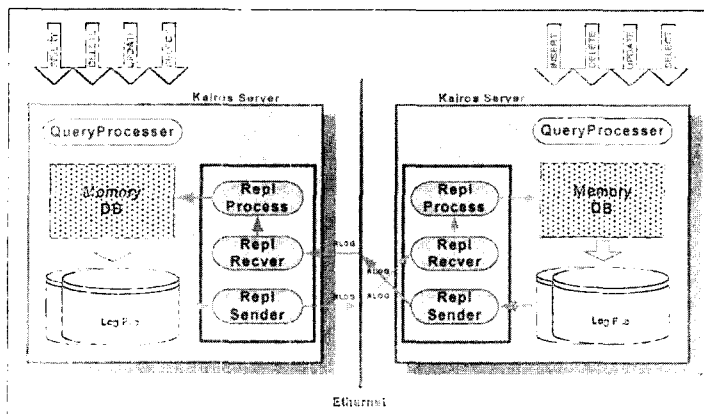 INSERT
DELETE
UPDATE
SELECT
INSERT
DELETE
UPDATE
SELECT
Kairos Server
Kairos Server
QueryProcesser
QueryProcesser
Memory
DB
Repl
Process
Repl
Process
Memory
DB
Repl
Recver
RLOG
Repl
Recver
RLOG
Log File
Repl
Sender
RLOG
RLOG
Repl
Sender
Log File
Ethernet